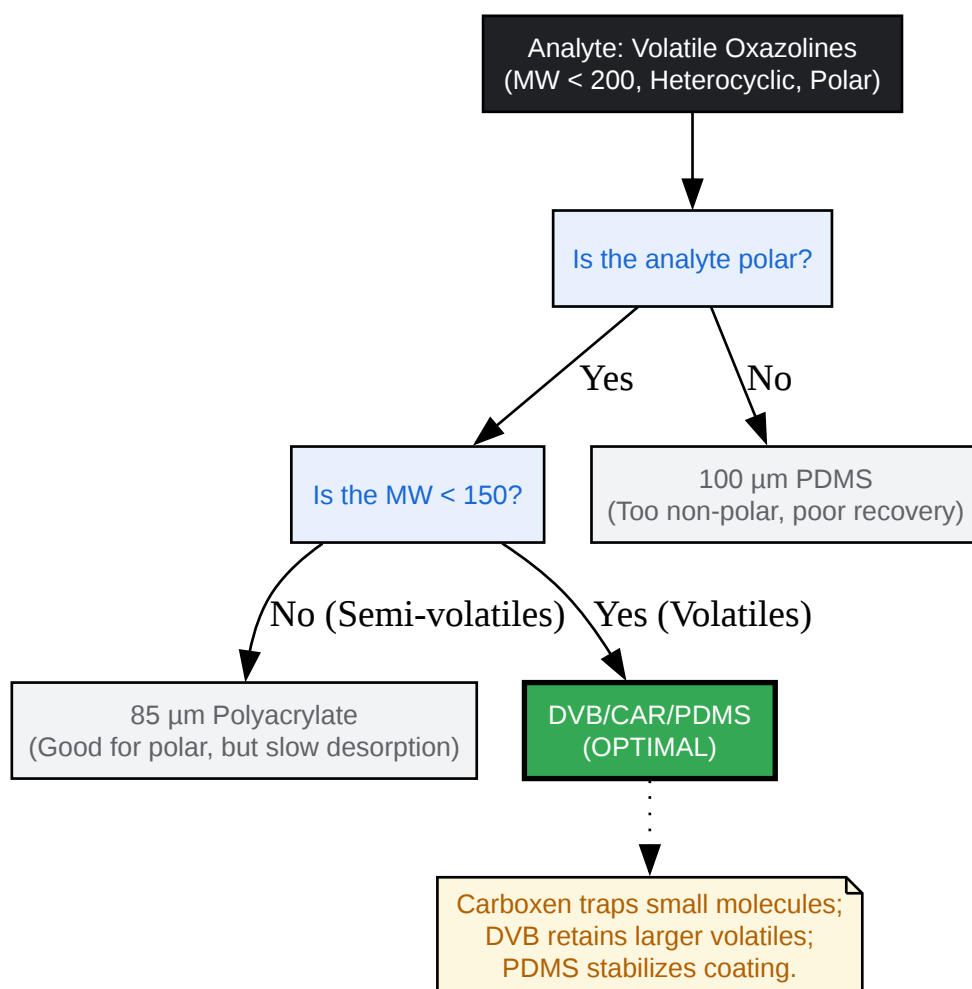 Analyte: Volatile Oxazolines
(MW < 200, Heterocyclic, Polar)
Is the analyte polar?
Yes
No
Is the MW < 150?
100 µm PDMS
(Too non-polar, poor recovery)
No (Semi-volatiles)
Yes (Volatiles)
85 µm Polyacrylate
(Good for polar, but slow desorption)
DVB/CAR/PDMS
(OPTIMAL)
Carboxen traps small molecules;
DVB retains larger volatiles;
PDMS stabilizes coating.